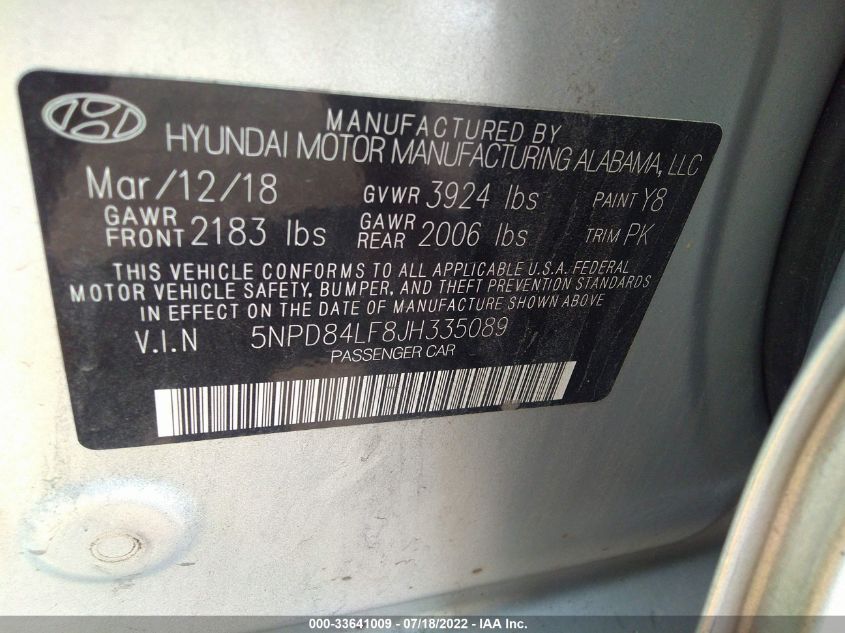 MANUFACTURED BY
HYUNDAI MOTOR MANUFACTURING ALABAMA, LLC
Mar/12/18 GVWR 3924 lbs PAINT Y8
GAWR FRONT 2183 lbs GAWR REAR 2006 lbs TRIM PK
THIS VEHICLE CONFORMS TO ALL APPLICABLE U.S.A. FEDERAL
MOTOR VEHICLE SAFETY, BUMPER, AND THEFT PREVENTION STANDARDS
IN EFFECT ON THE DATE OF MANUFACTURE SHOWN ABOVE
V.I.N 5NPD84LF8JH335089
PASSENGER CAR
000-33641009 - 07/18/2022 - IAA Inc.